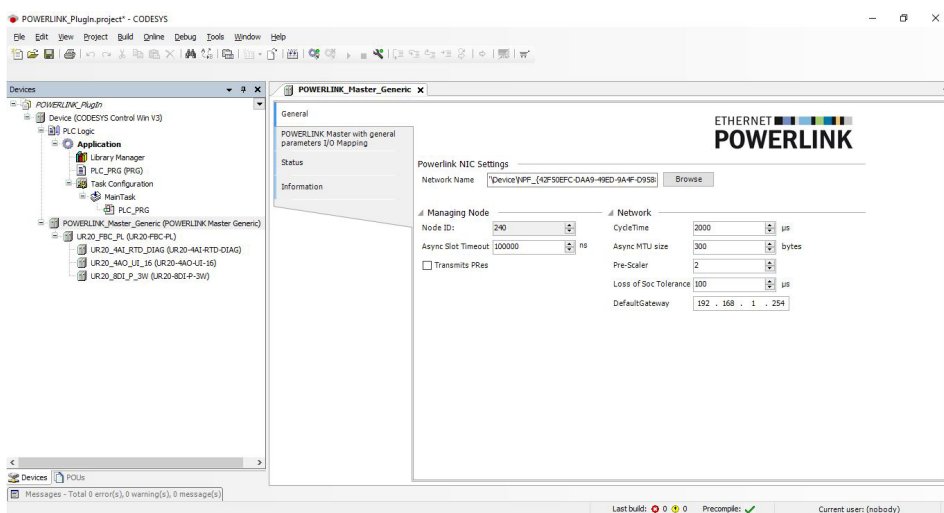 POWERLINK_PlugIn.project* - CODESYS
File Edit View Project Build Online Debug Tools Window Help
Devices
POWERLINK_PlugIn
Device (CODESYS Control Win V3)
PLC Logic
Application
Library Manager
PLC_PRG (PRG)
Task Configuration
MainTask
PLC_PRG
POWERLINK_Master_Generic (POWERLINK Master Generic)
UR20_FBC_PL (UR20-FBC-PL)
UR20_4AI_RTD_DIAG (UR20-4AI-RTD-DIAG)
UR20_4AO_UI_16 (UR20-4AO-UI-16)
UR20_8DI_P_3W (UR20-8DI-P-3W)
Devices POUs
POWERLINK_Master_Generic
General
POWERLINK Master with general
parameters I/O Mapping
Status
Information
ETHERNET
POWERLINK
Powerlink NIC Settings
Network Name "\Device\NPF_{42F50EFC-DAA9-49ED-9A4F-D958 Browse
Managing Node
Node ID: 240
Async Slot Timeout 100000 ns
Transmits PRes
Network
CycleTime 2000 µs
Async MTU size 300 bytes
Pre-Scaler 2
Loss of Soc Tolerance 100 µs
DefaultGateway 192 . 168 . 1 . 254
Messages - Total 0 error(s), 0 warning(s), 0 message(s)
Last build: 0 0 Precompile: Current user: (nobody)